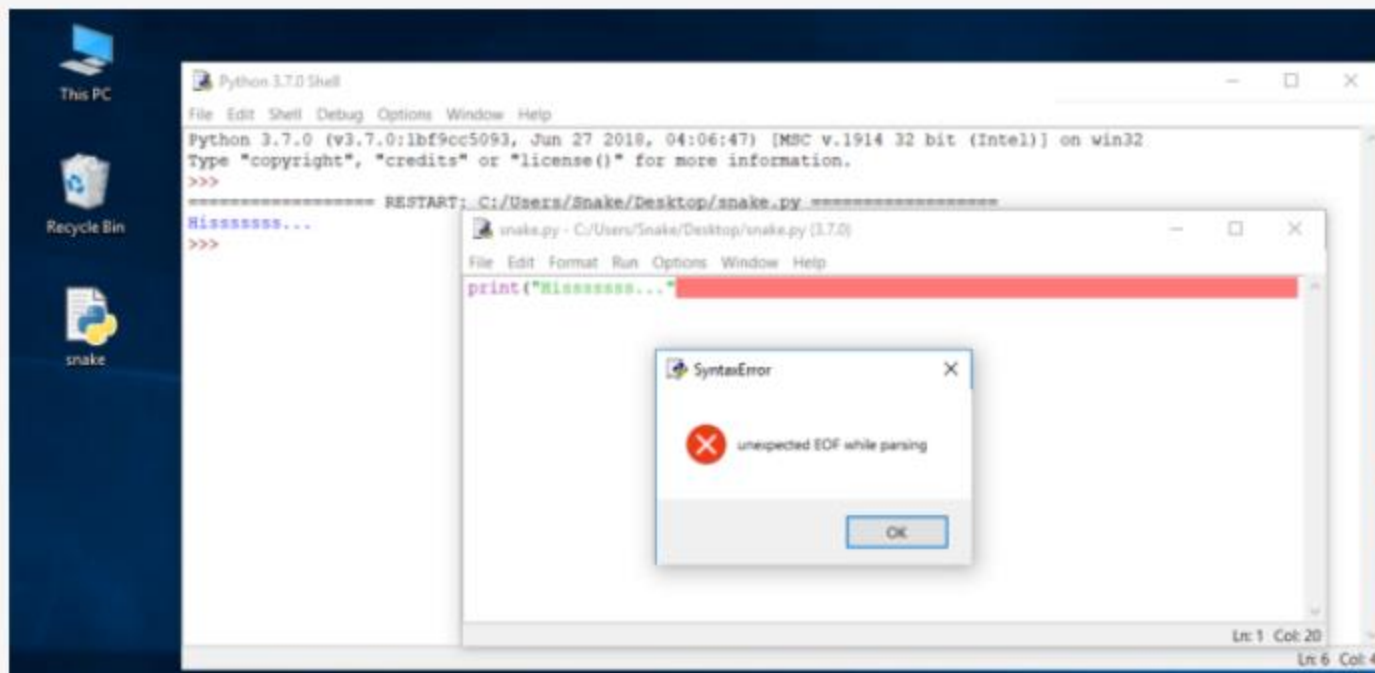 This PC
Recycle Bin
snake
Python 3.7.0 Shell
File Edit Shell Debug Options Window Help
Python 3.7.0 (v3.7.0:1bf9cc5093, Jun 27 2018, 04:06:47) [MSC v.1914 32 bit (Intel)] on win32
Type "copyright", "credits" or "license()" for more information.
>>>
================== RESTART: C:/Users/Snake/Desktop/snake.py ==================
Hisssssss...
>>>
snake.py - C:/Users/Snake/Desktop/snake.py (3.7.0)
File Edit Format Run Options Window Help
print("Hisssssss..."
SyntaxError
unexpected EOF while parsing
OK
Ln: 1 Col: 20
Ln: 6 Col: 4